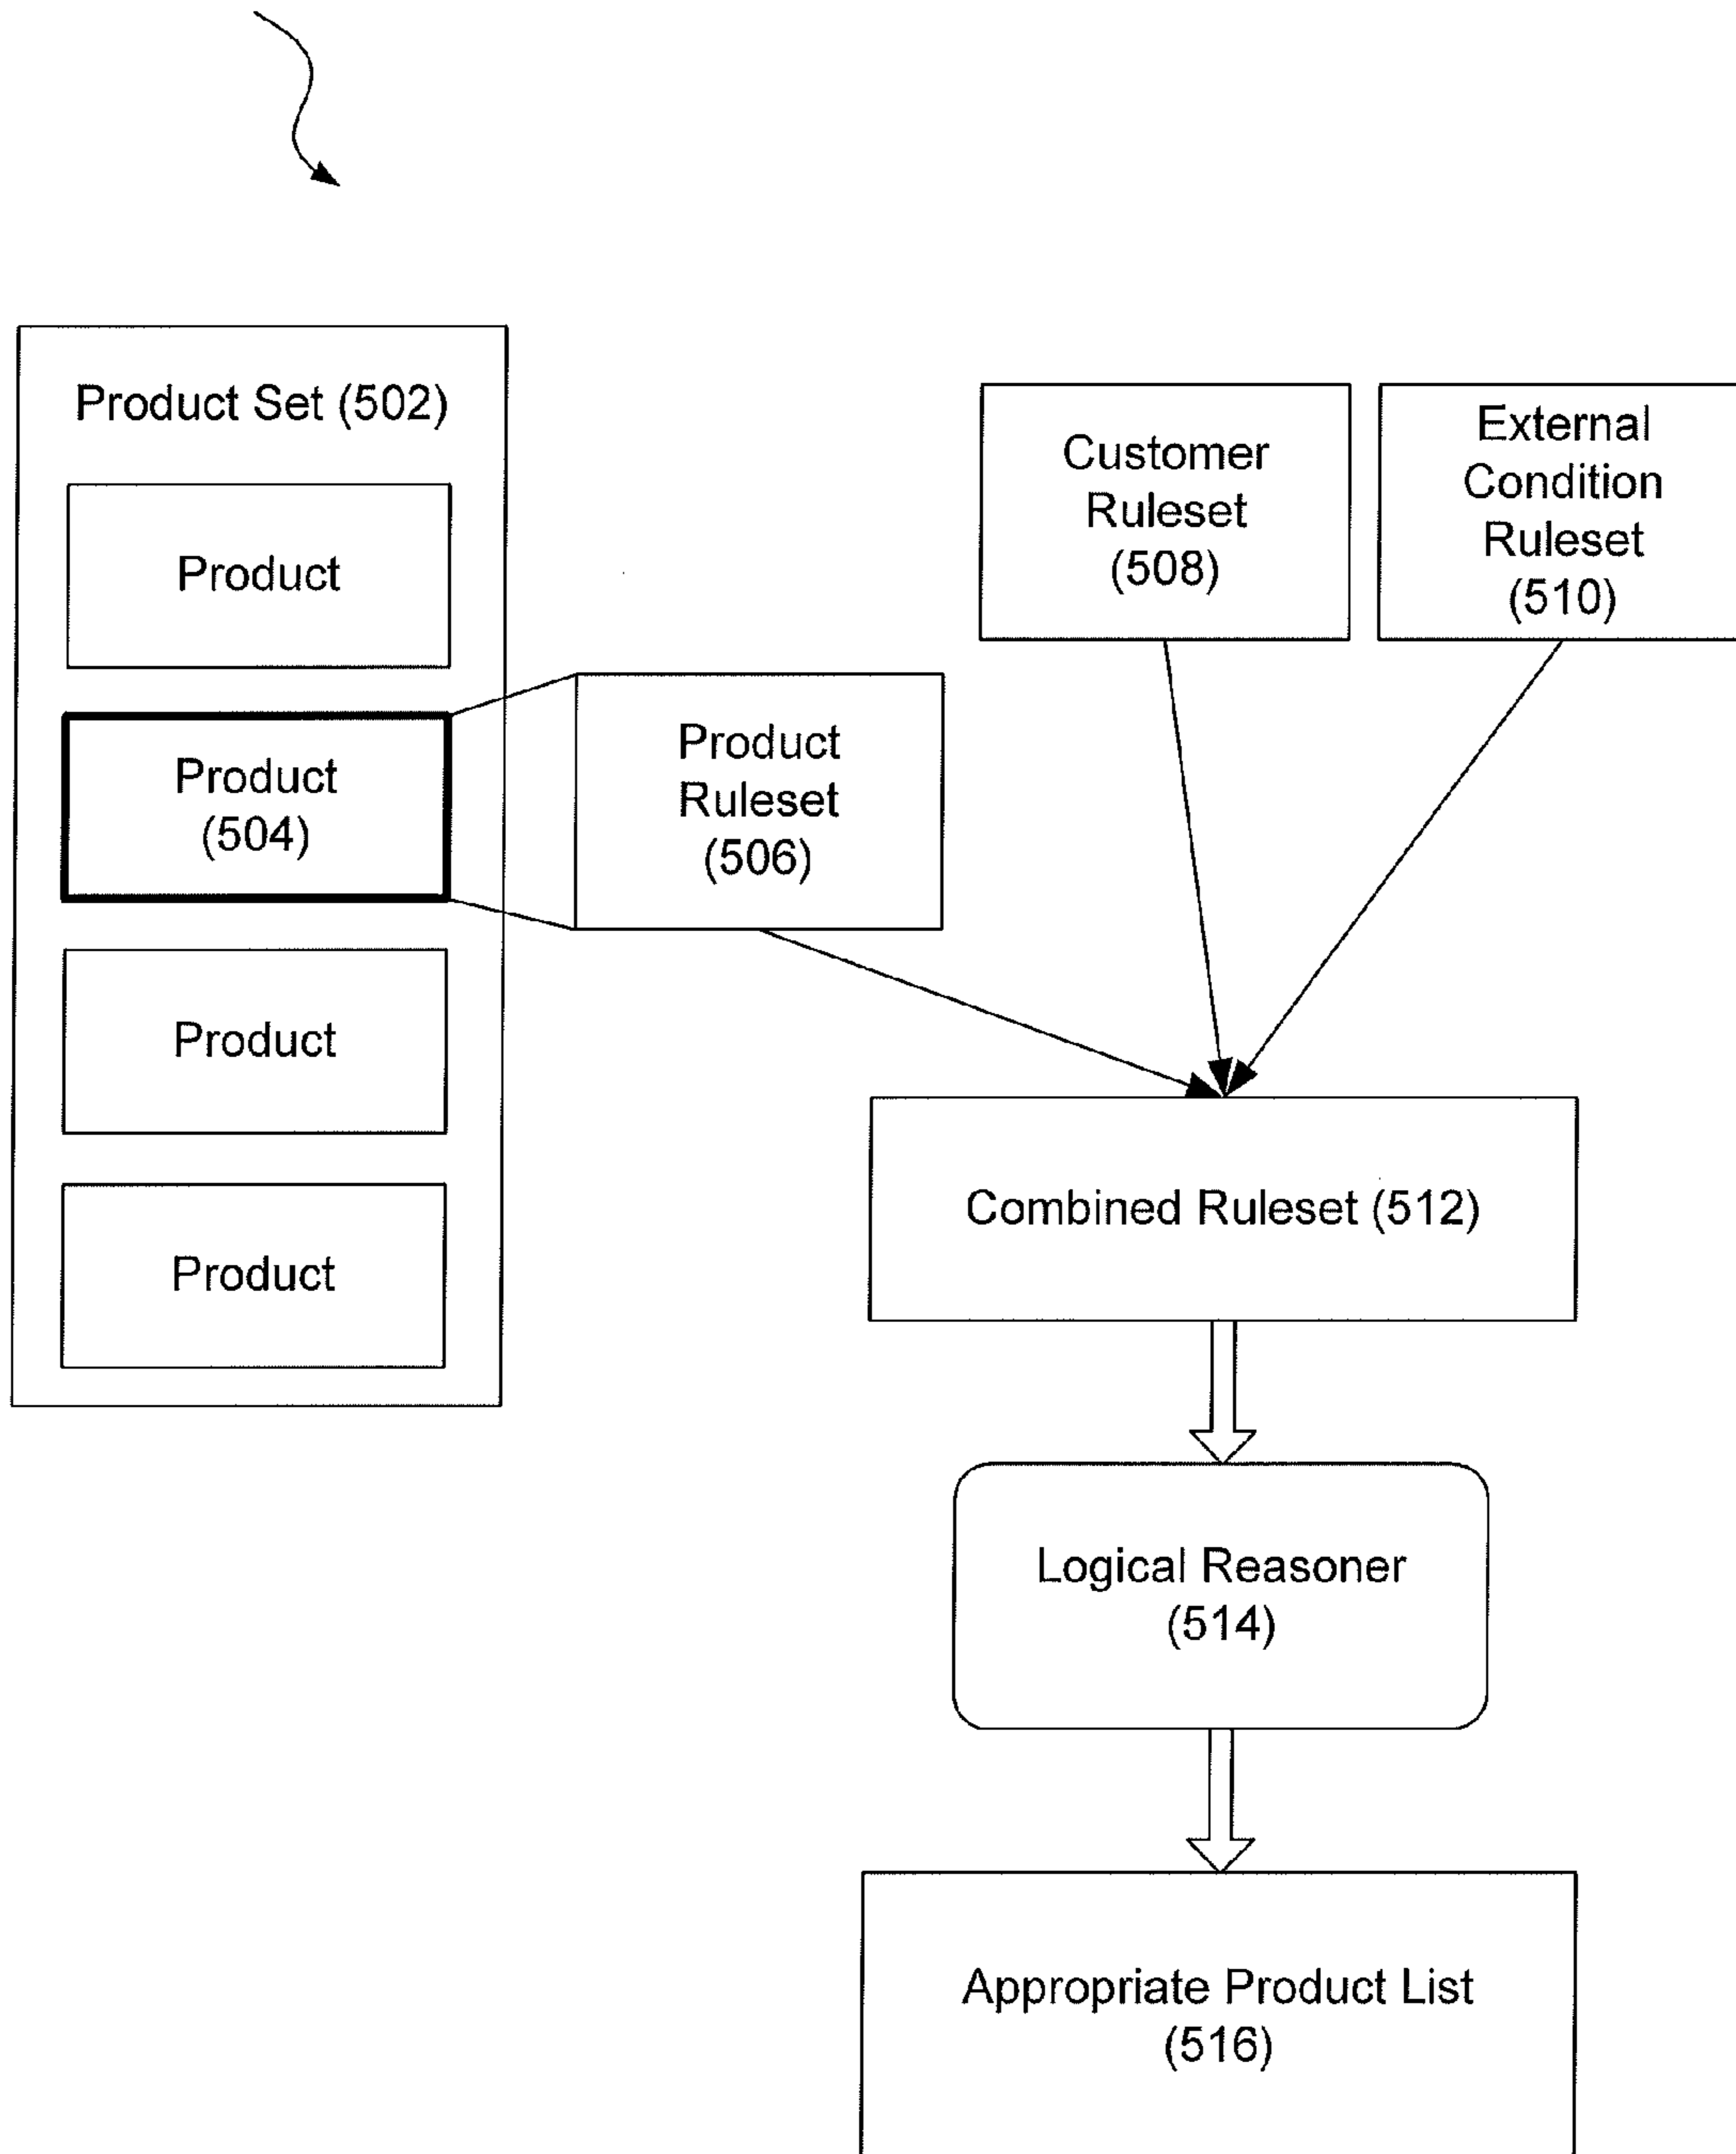 Product Set (502)
Product
Product
(504)
Product
Product
Product
Ruleset
(506)
Customer
Ruleset
(508)
External
Condition
Ruleset
(510)
Combined Ruleset (512)
Logical Reasoner
(514)
Appropriate Product List
(516)